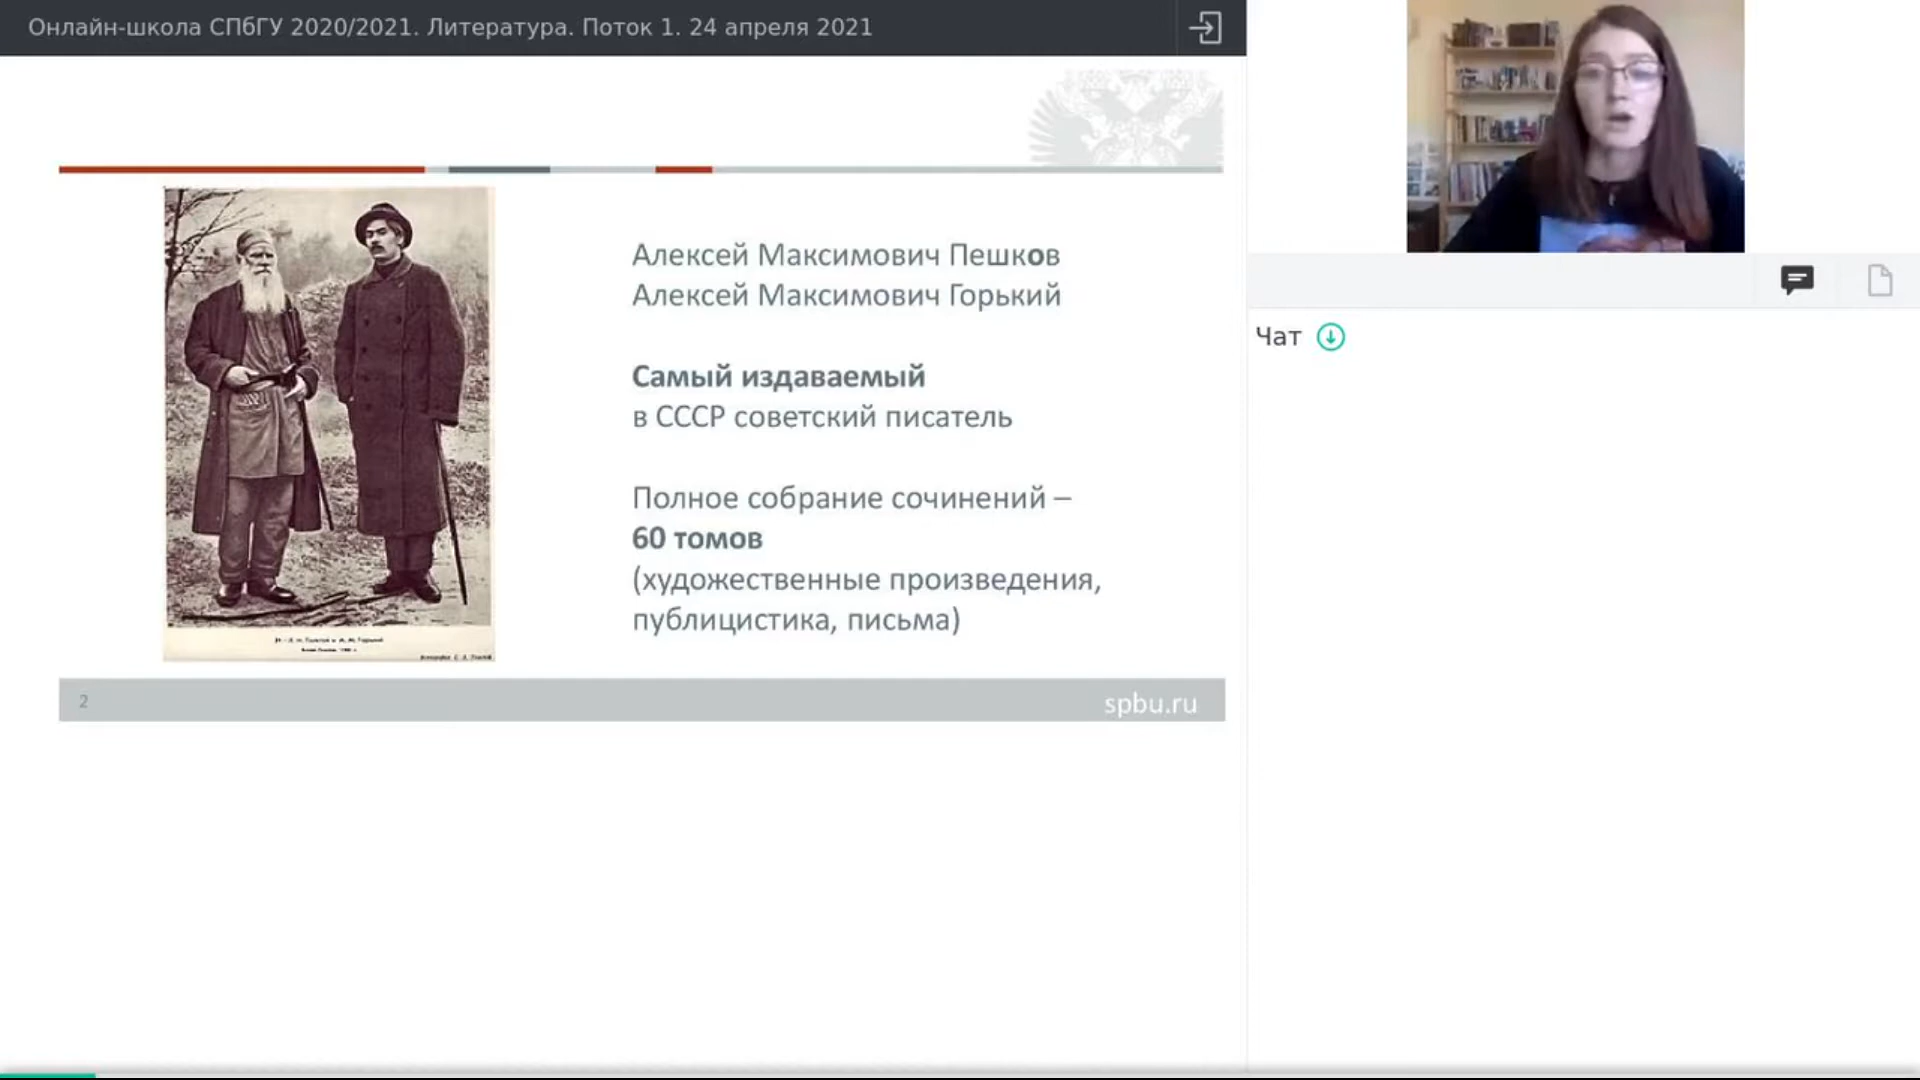 Онлайн-школа СПбГУ 2020/2021. Литература. Поток 1. 24 апреля 2021
Алексей Максимович Пешков
Алексей Максимович Горький
Самый издаваемый
в СССР советский писатель
Полное собрание сочинений –
60 томов
(художественные произведения,
публицистика, письма)
2
spbu.ru
Чат